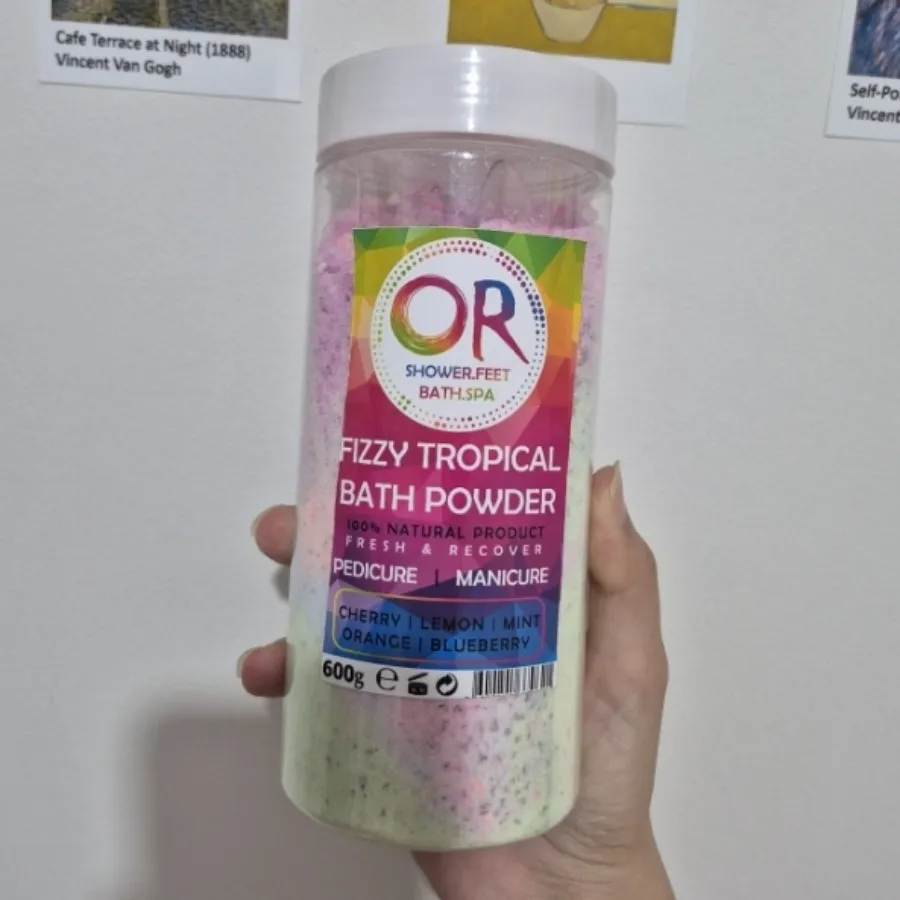 Cafe Terrace at Night (1888)
Vincent Van Gogh
Self-Po
Vincent
OR
SHOWER.FEET
BATH.SPA
FIZZY TROPICAL
BATH POWDER
100% NATURAL PRODUCT
FRESH & RECOVER
PEDICURE | MANICURE
CHERRY | LEMON | MINT
ORANGE | BLUEBERRY
600g ℮